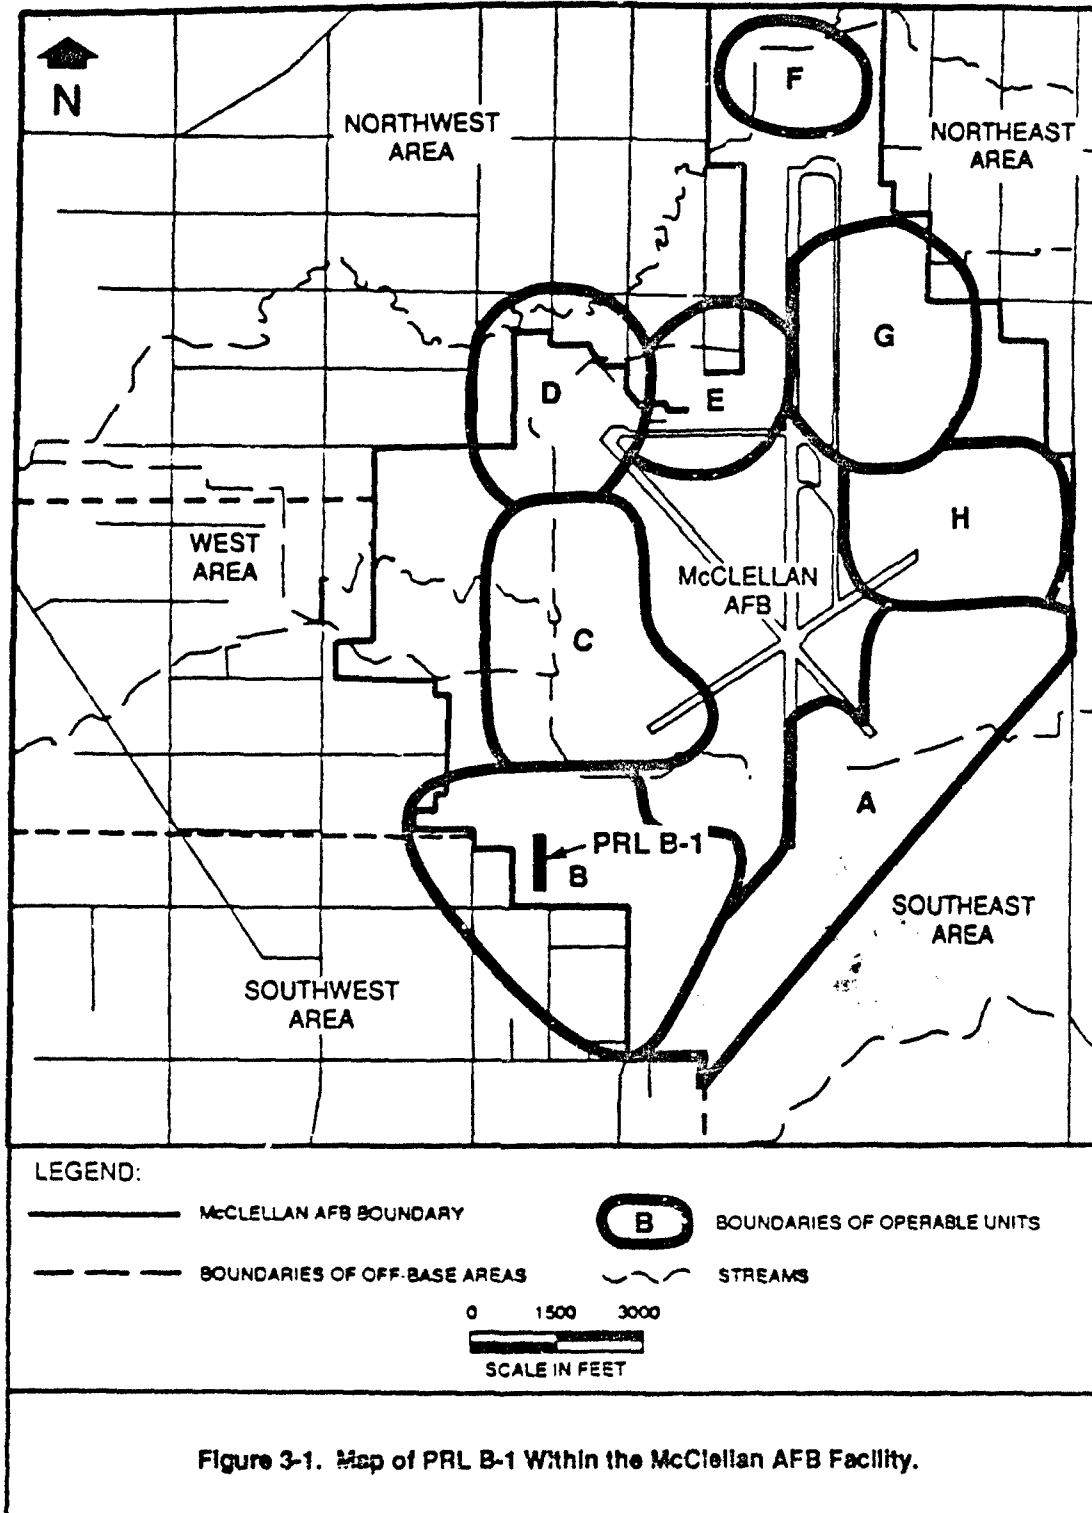 N
F
NORTHWEST
AREA
NORTHEAST
AREA
G
D
E
H
WEST
AREA
McCLELLAN
AFB
C
A
PRL B-1
B
SOUTHEAST
AREA
SOUTHWEST
AREA
LEGEND:
McCLELLAN AFB BOUNDARY
B
BOUNDARIES OF OPERABLE UNITS
BOUNDARIES OF OFF-BASE AREAS
STREAMS
0 1500 3000
SCALE IN FEET
Figure 3-1. Map of PRL B-1 Within the McClellan AFB Facility.